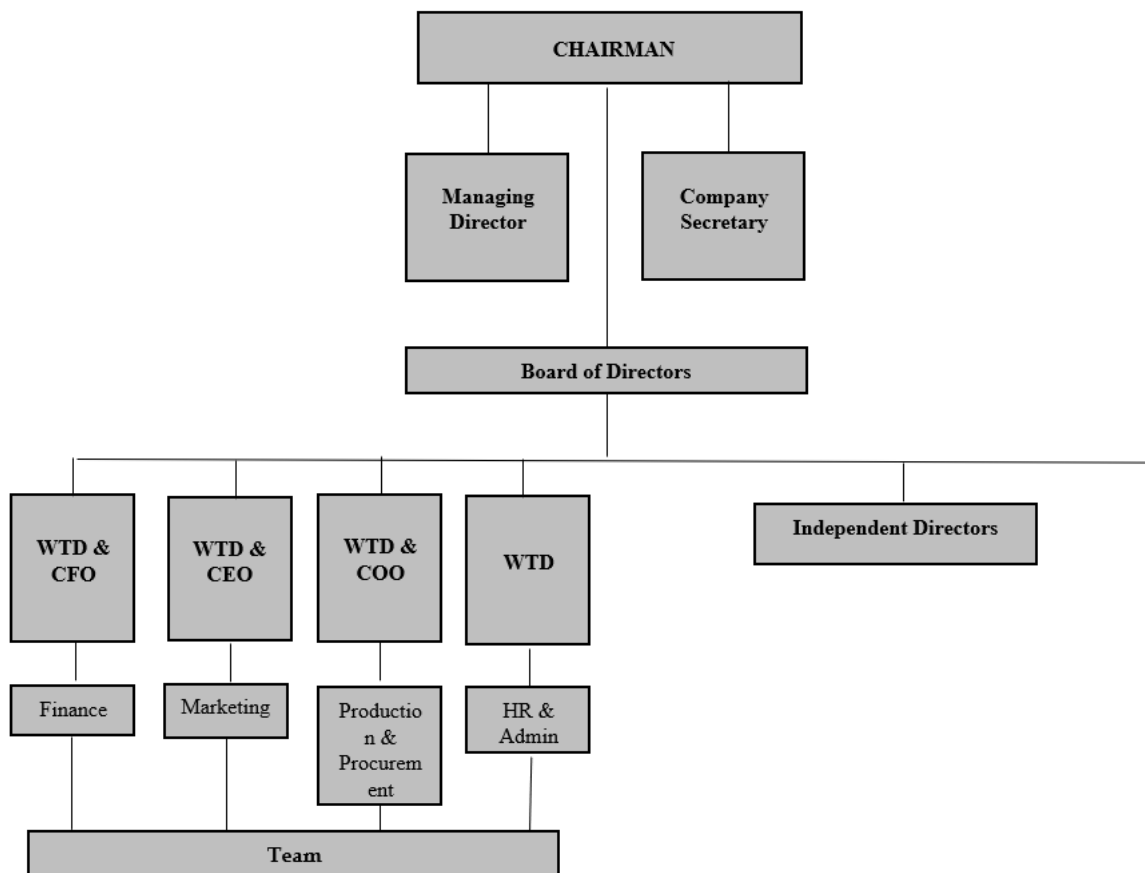 CHAIRMAN
Managing
Director
Company
Secretary
Board of Directors
WTD &
CFO
WTD &
CEO
WTD &
COO
WTD
Independent Directors
Finance
Marketing
Productio
n &
Procurem
ent
HR &
Admin
Team